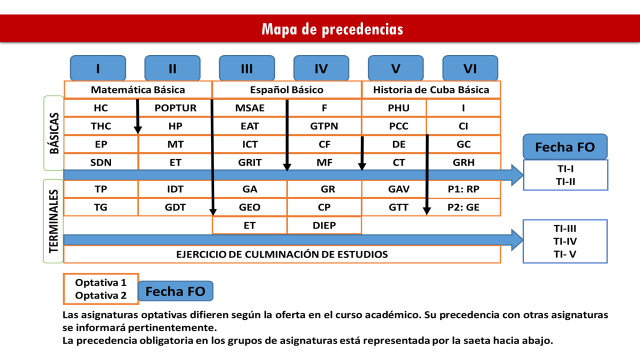 Mapa de precedencias
I II III IV V VI
Matemática Básica Español Básico Historia de Cuba Básica
BÁSICAS
HC POPTUR MSAE F PHU I
THC HP EAT GTPN PCC CI
EP MT ICT CF DE GC
SDN ET GRIT MF CT GRH
Fecha FO
TI-I
TI-II
TERMINALES
TP IDT GA GR GAV P1: RP
TG GDT GEO CP GTT P2: GE
ET DIEP
TI-III
TI-IV
TI- V
EJERCICIO DE CULMINACIÓN DE ESTUDIOS
Optativa 1
Optativa 2
Fecha FO
Las asignaturas optativas difieren según la oferta en el curso académico. Su precedencia con otras asignaturas
se informará pertinentemente.
La precedencia obligatoria en los grupos de asignaturas está representada por la saeta hacia abajo.